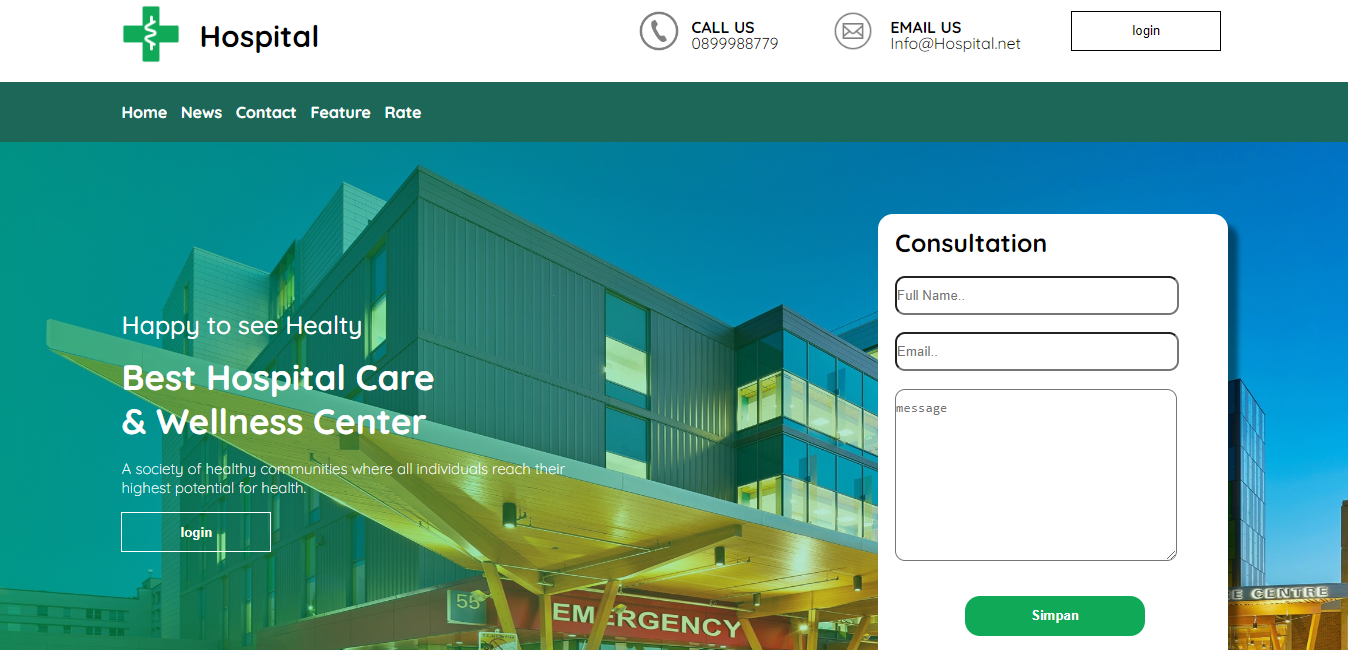 Hospital
CALL US
0899988779
EMAIL US
Info@Hospital.net
login
Home News Contact Feature Rate
Consultation
Full Name..
Email..
message
Simpan
Happy to see Healty
Best Hospital Care
& Wellness Center
A society of healthy communities where all individuals reach their
highest potential for health.
login
55
EMERGENCY
E CENTRE